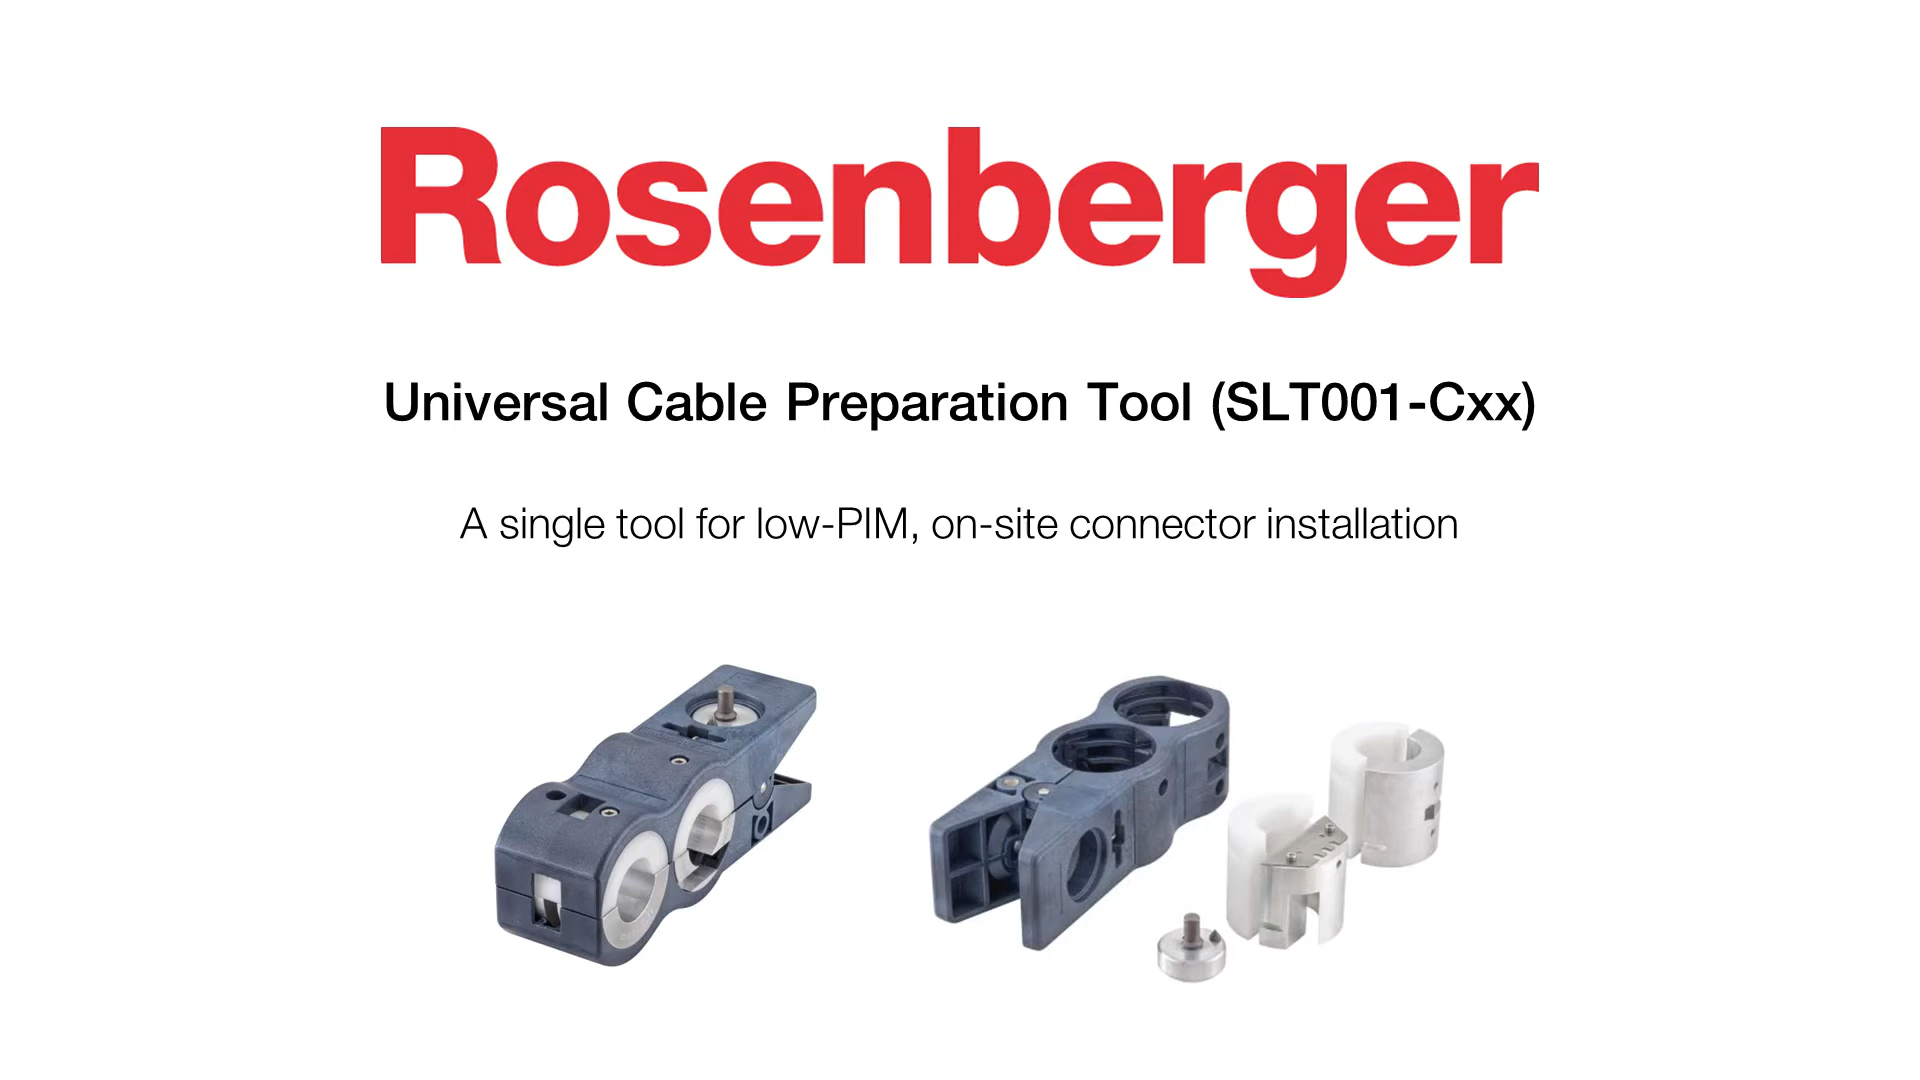 Rosenberger
Universal Cable Preparation Tool (SLT001-Cxx)
A single tool for low-PIM, on-site connector installation